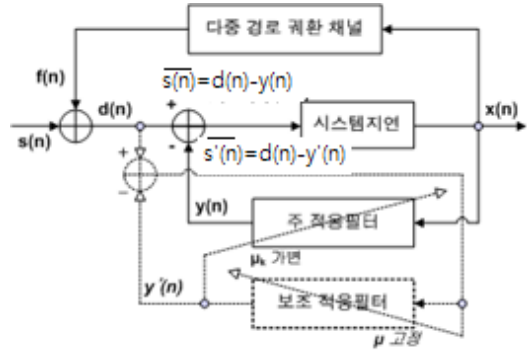 다중 경로 궤환 채널
f(n)
s(n)=d(n)-y(n)
d(n)
+
x(n)
s(n)
시스템지연
-
s'(n)=d(n)-y'(n)
+
−
y(n)
주 적응필터
μk 가변
y'(n)
보조 적응필터
μ 고정